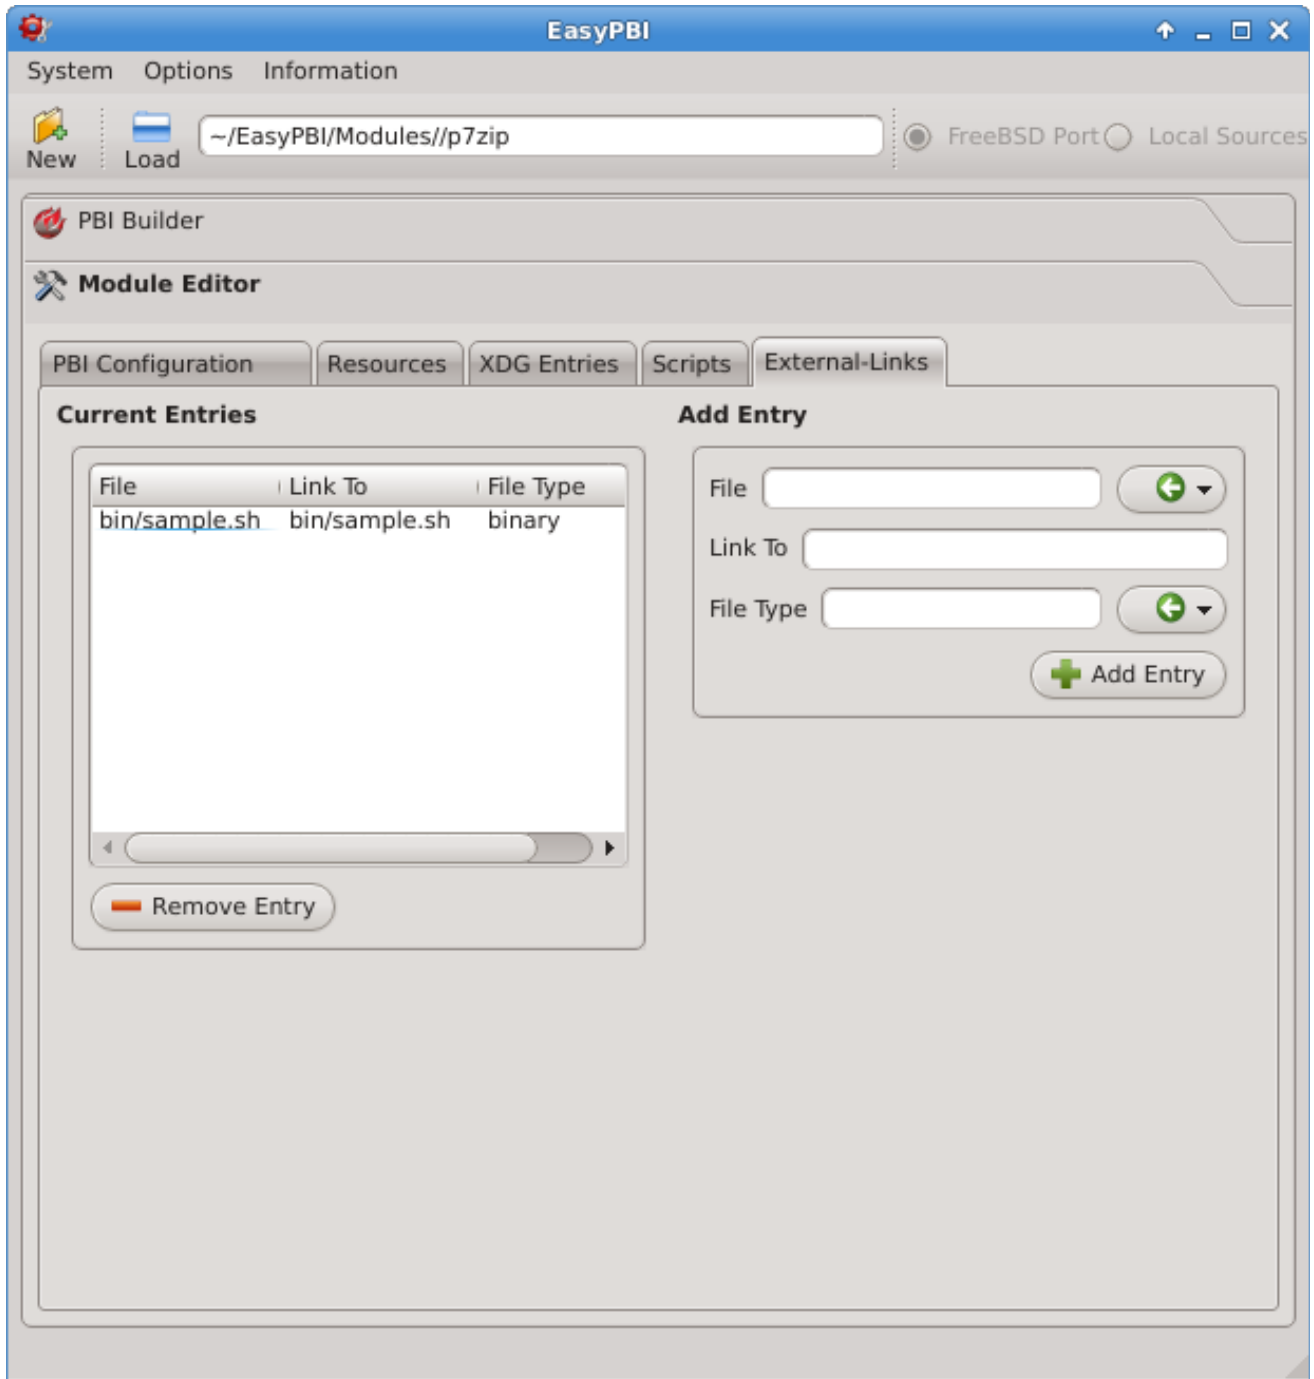 EasyPBI
System Options Information
New Load ~/EasyPBI/Modules//p7zip FreeBSD Port Local Sources
PBI Builder
Module Editor
PBI Configuration Resources XDG Entries Scripts External-Links
Current Entries
File Link To File Type
bin/sample.sh bin/sample.sh binary
Remove Entry
Add Entry
File
Link To
File Type
Add Entry